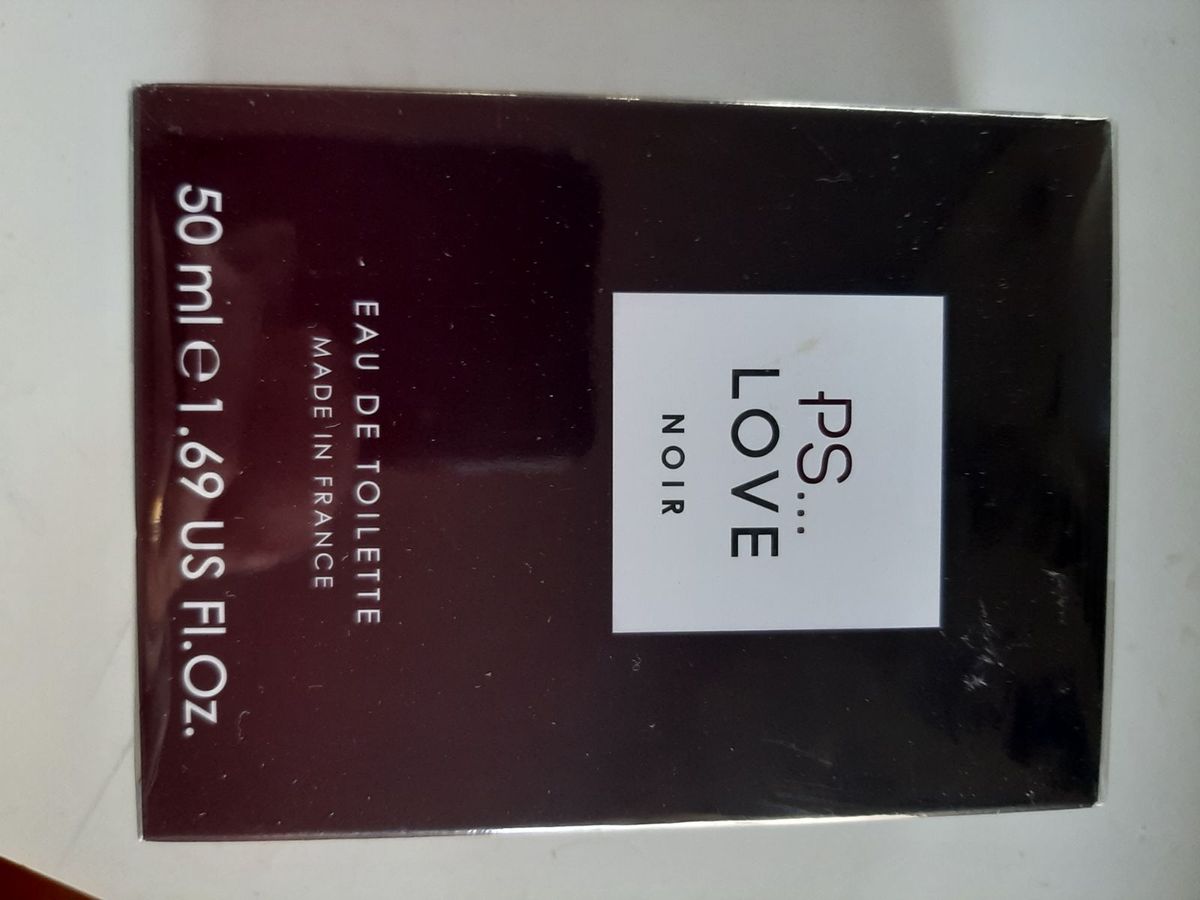 PS...
LOVE
NOIR
EAU DE TOILETTE
MADE IN FRANCE
50 ml e 1.69 US Fl.Oz.